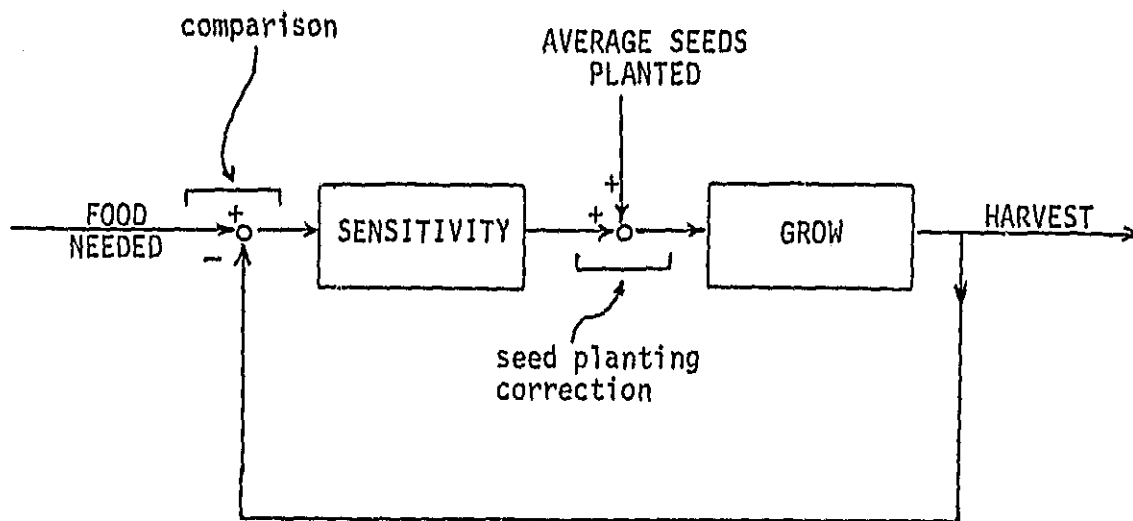 comparison
AVERAGE SEEDS
PLANTED
+
FOOD
NEEDED
+
-
SENSITIVITY
+
GROW
HARVEST
seed planting
correction